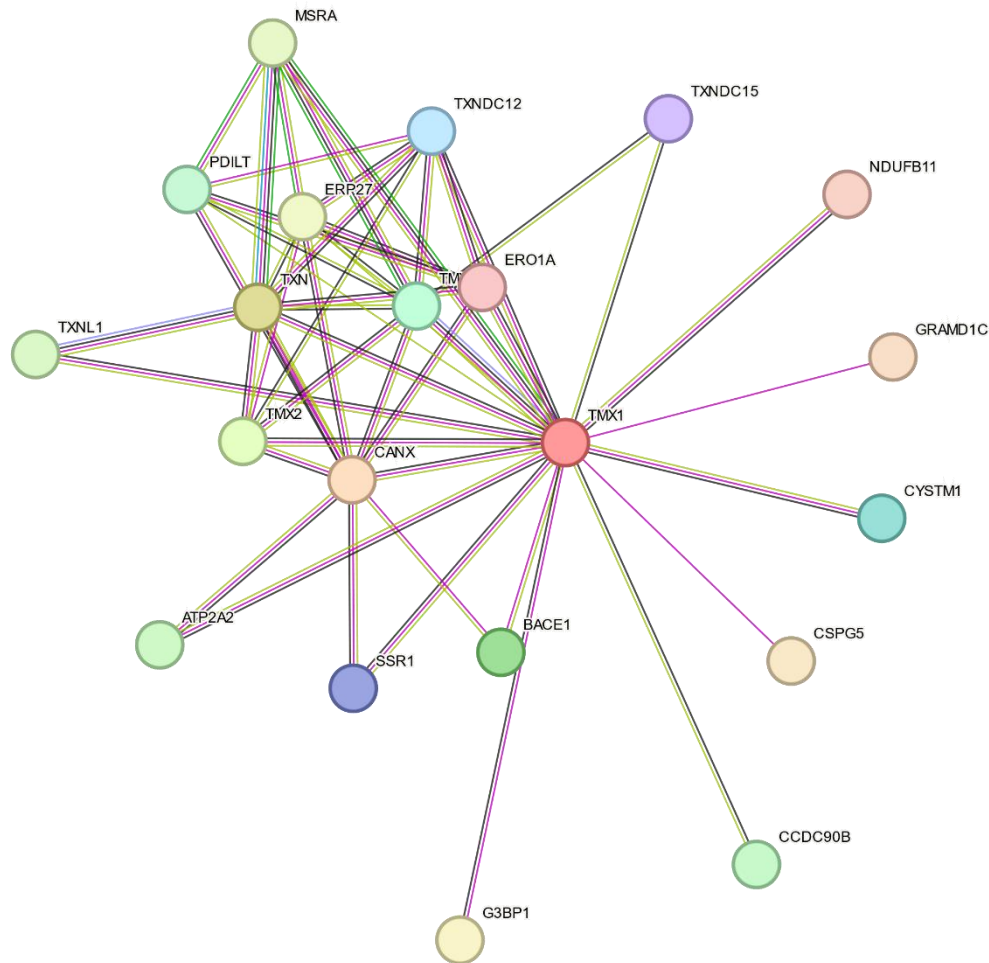 MSRA
TXNDC12
TXNDC15
PDILT
NDUFB11
ERP27
ERO1A
TXN
TXNL1
GRAMD1C
TMX2
TMX1
CANX
CYSTM1
ATP2A2
BACE1
SSR1
CSPG5
CCDC90B
G3BP1